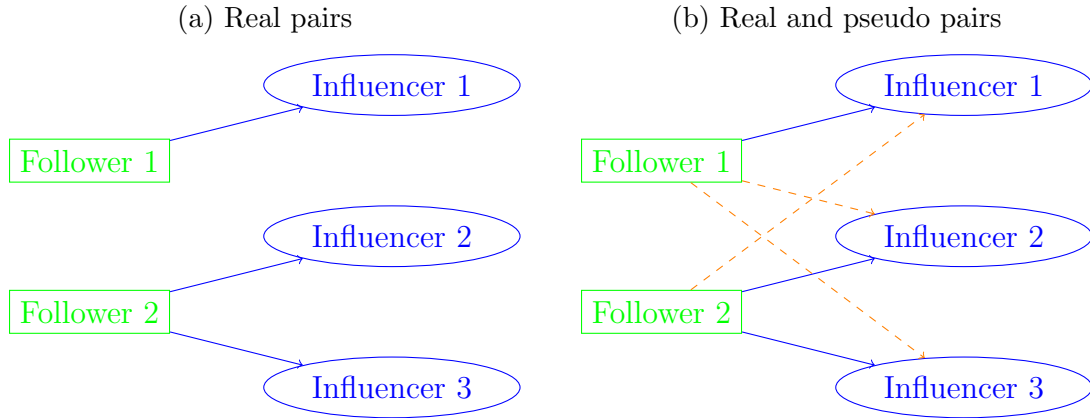 (a) Real pairs
Influencer 1
Follower 1
Influencer 2
Follower 2
Influencer 3
(b) Real and pseudo pairs
Influencer 1
Follower 1
Influencer 2
Follower 2
Influencer 3